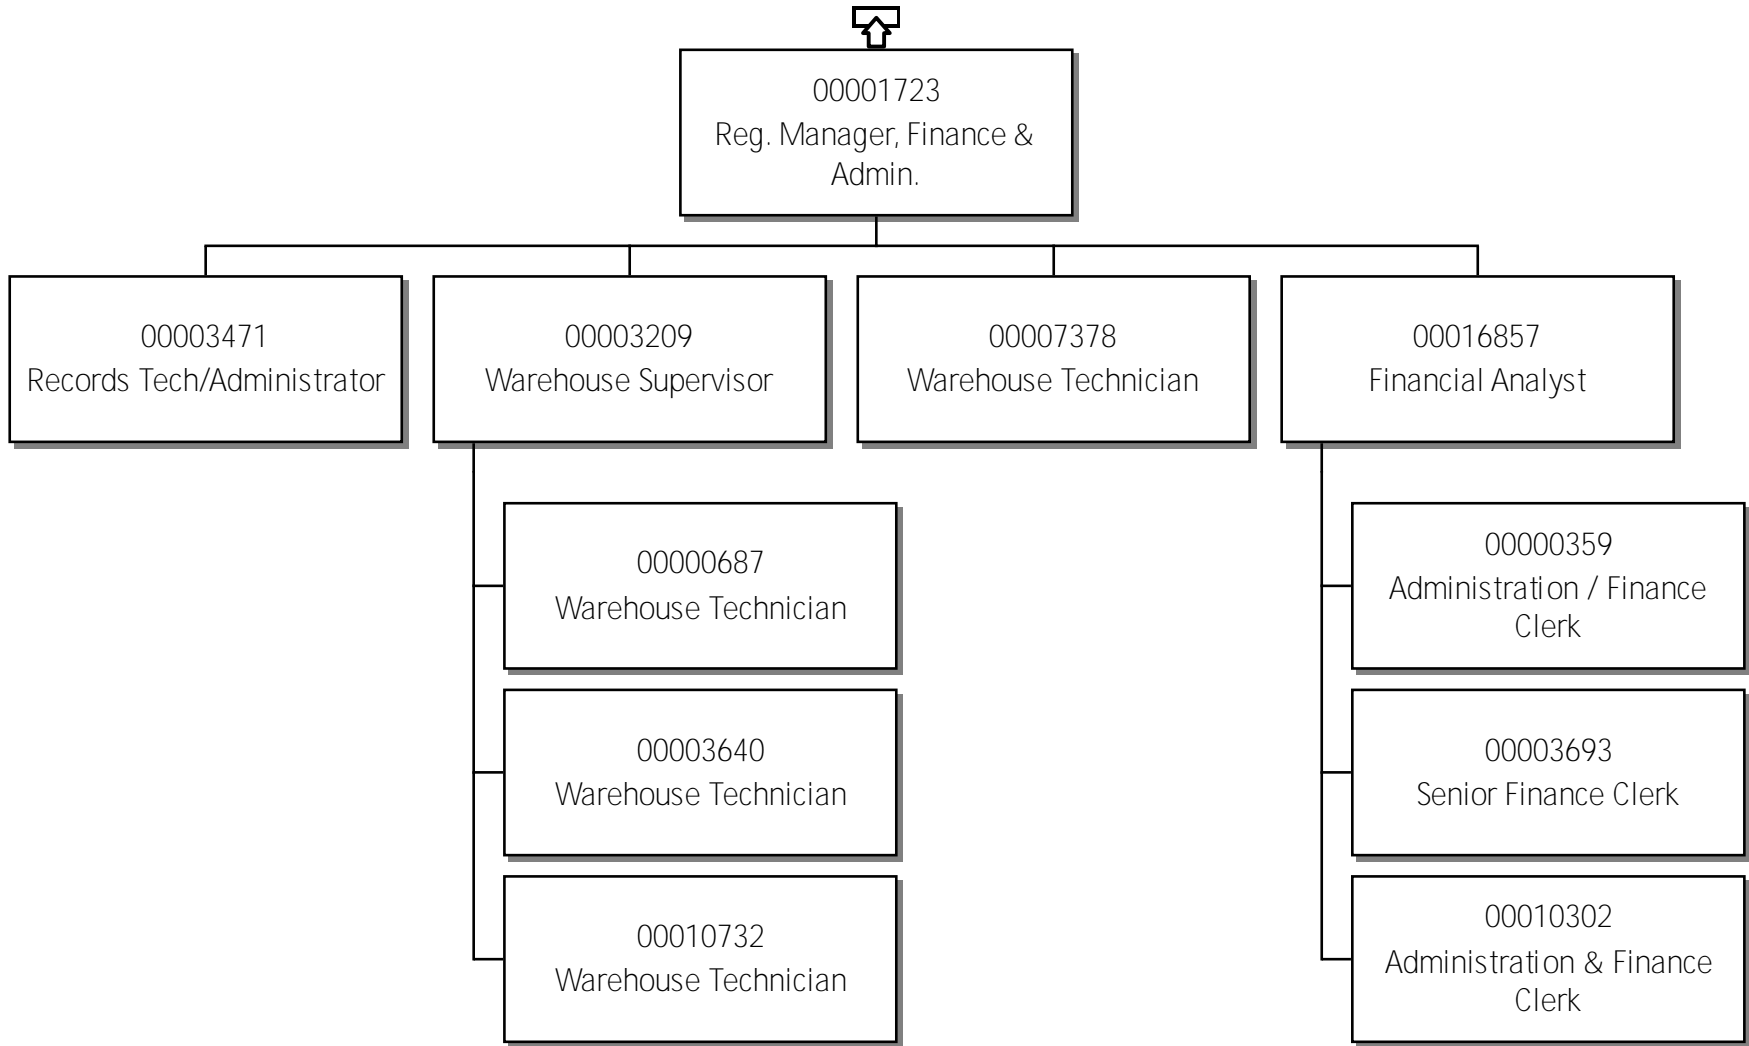 00001723
Reg. Manager, Finance &
Admin.
00003471
Records Tech/Administrator
00003209
Warehouse Supervisor
00007378
Warehouse Technician
00016857
Financial Analyst
00000687
Warehouse Technician
00003640
Warehouse Technician
00010732
Warehouse Technician
00000359
Administration / Finance
Clerk
00003693
Senior Finance Clerk
00010302
Administration & Finance
Clerk